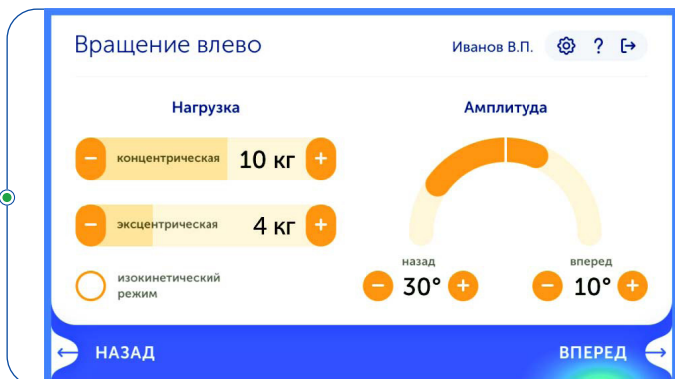 Вращение влево
Иванов В.П. ?
Нагрузка
Амплитуда
− концентрическая 10 кг +
− эксцентрическая 4 кг +
изокинетический
режим
назад
− 30° +
вперед
− 10° +
← НАЗАД
ВПЕРЕД →